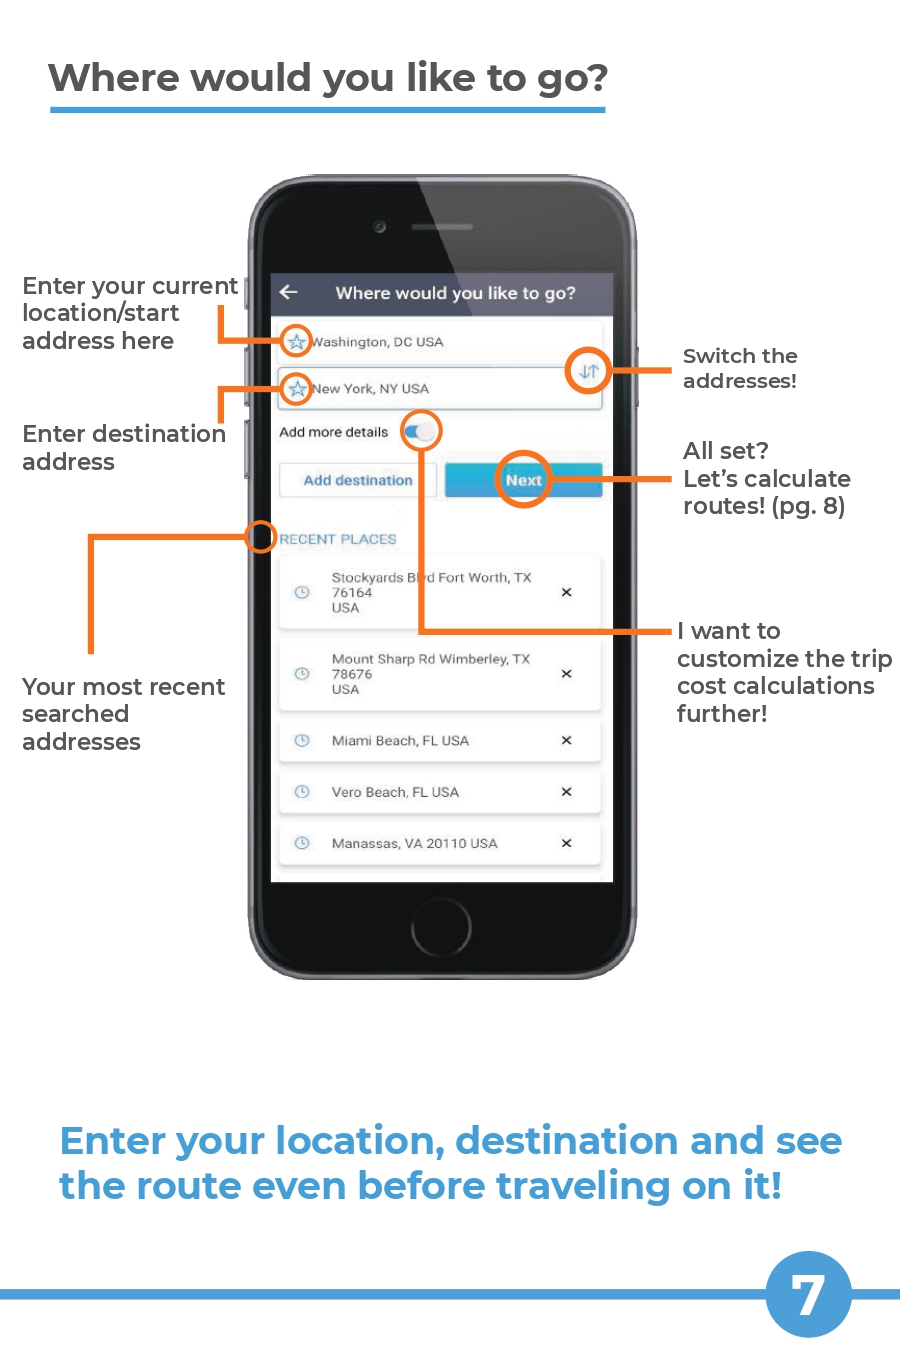 Where would you like to go?
Enter your current
location/start
address here
Enter destination
address
Your most recent
searched
addresses
Where would you like to go?
Washington, DC USA
New York, NY USA
Add more details
Add destination
Next
RECENT PLACES
Stockyards Blvd Fort Worth, TX
76164
USA
Mount Sharp Rd Wimberley, TX
78676
USA
Miami Beach, FL USA
Vero Beach, FL USA
Manassas, VA 20110 USA
Switch the
addresses!
All set?
Let's calculate
routes! (pg. 8)
I want to
customize the trip
cost calculations
further!
Enter your location, destination and see
the route even before traveling on it!
7